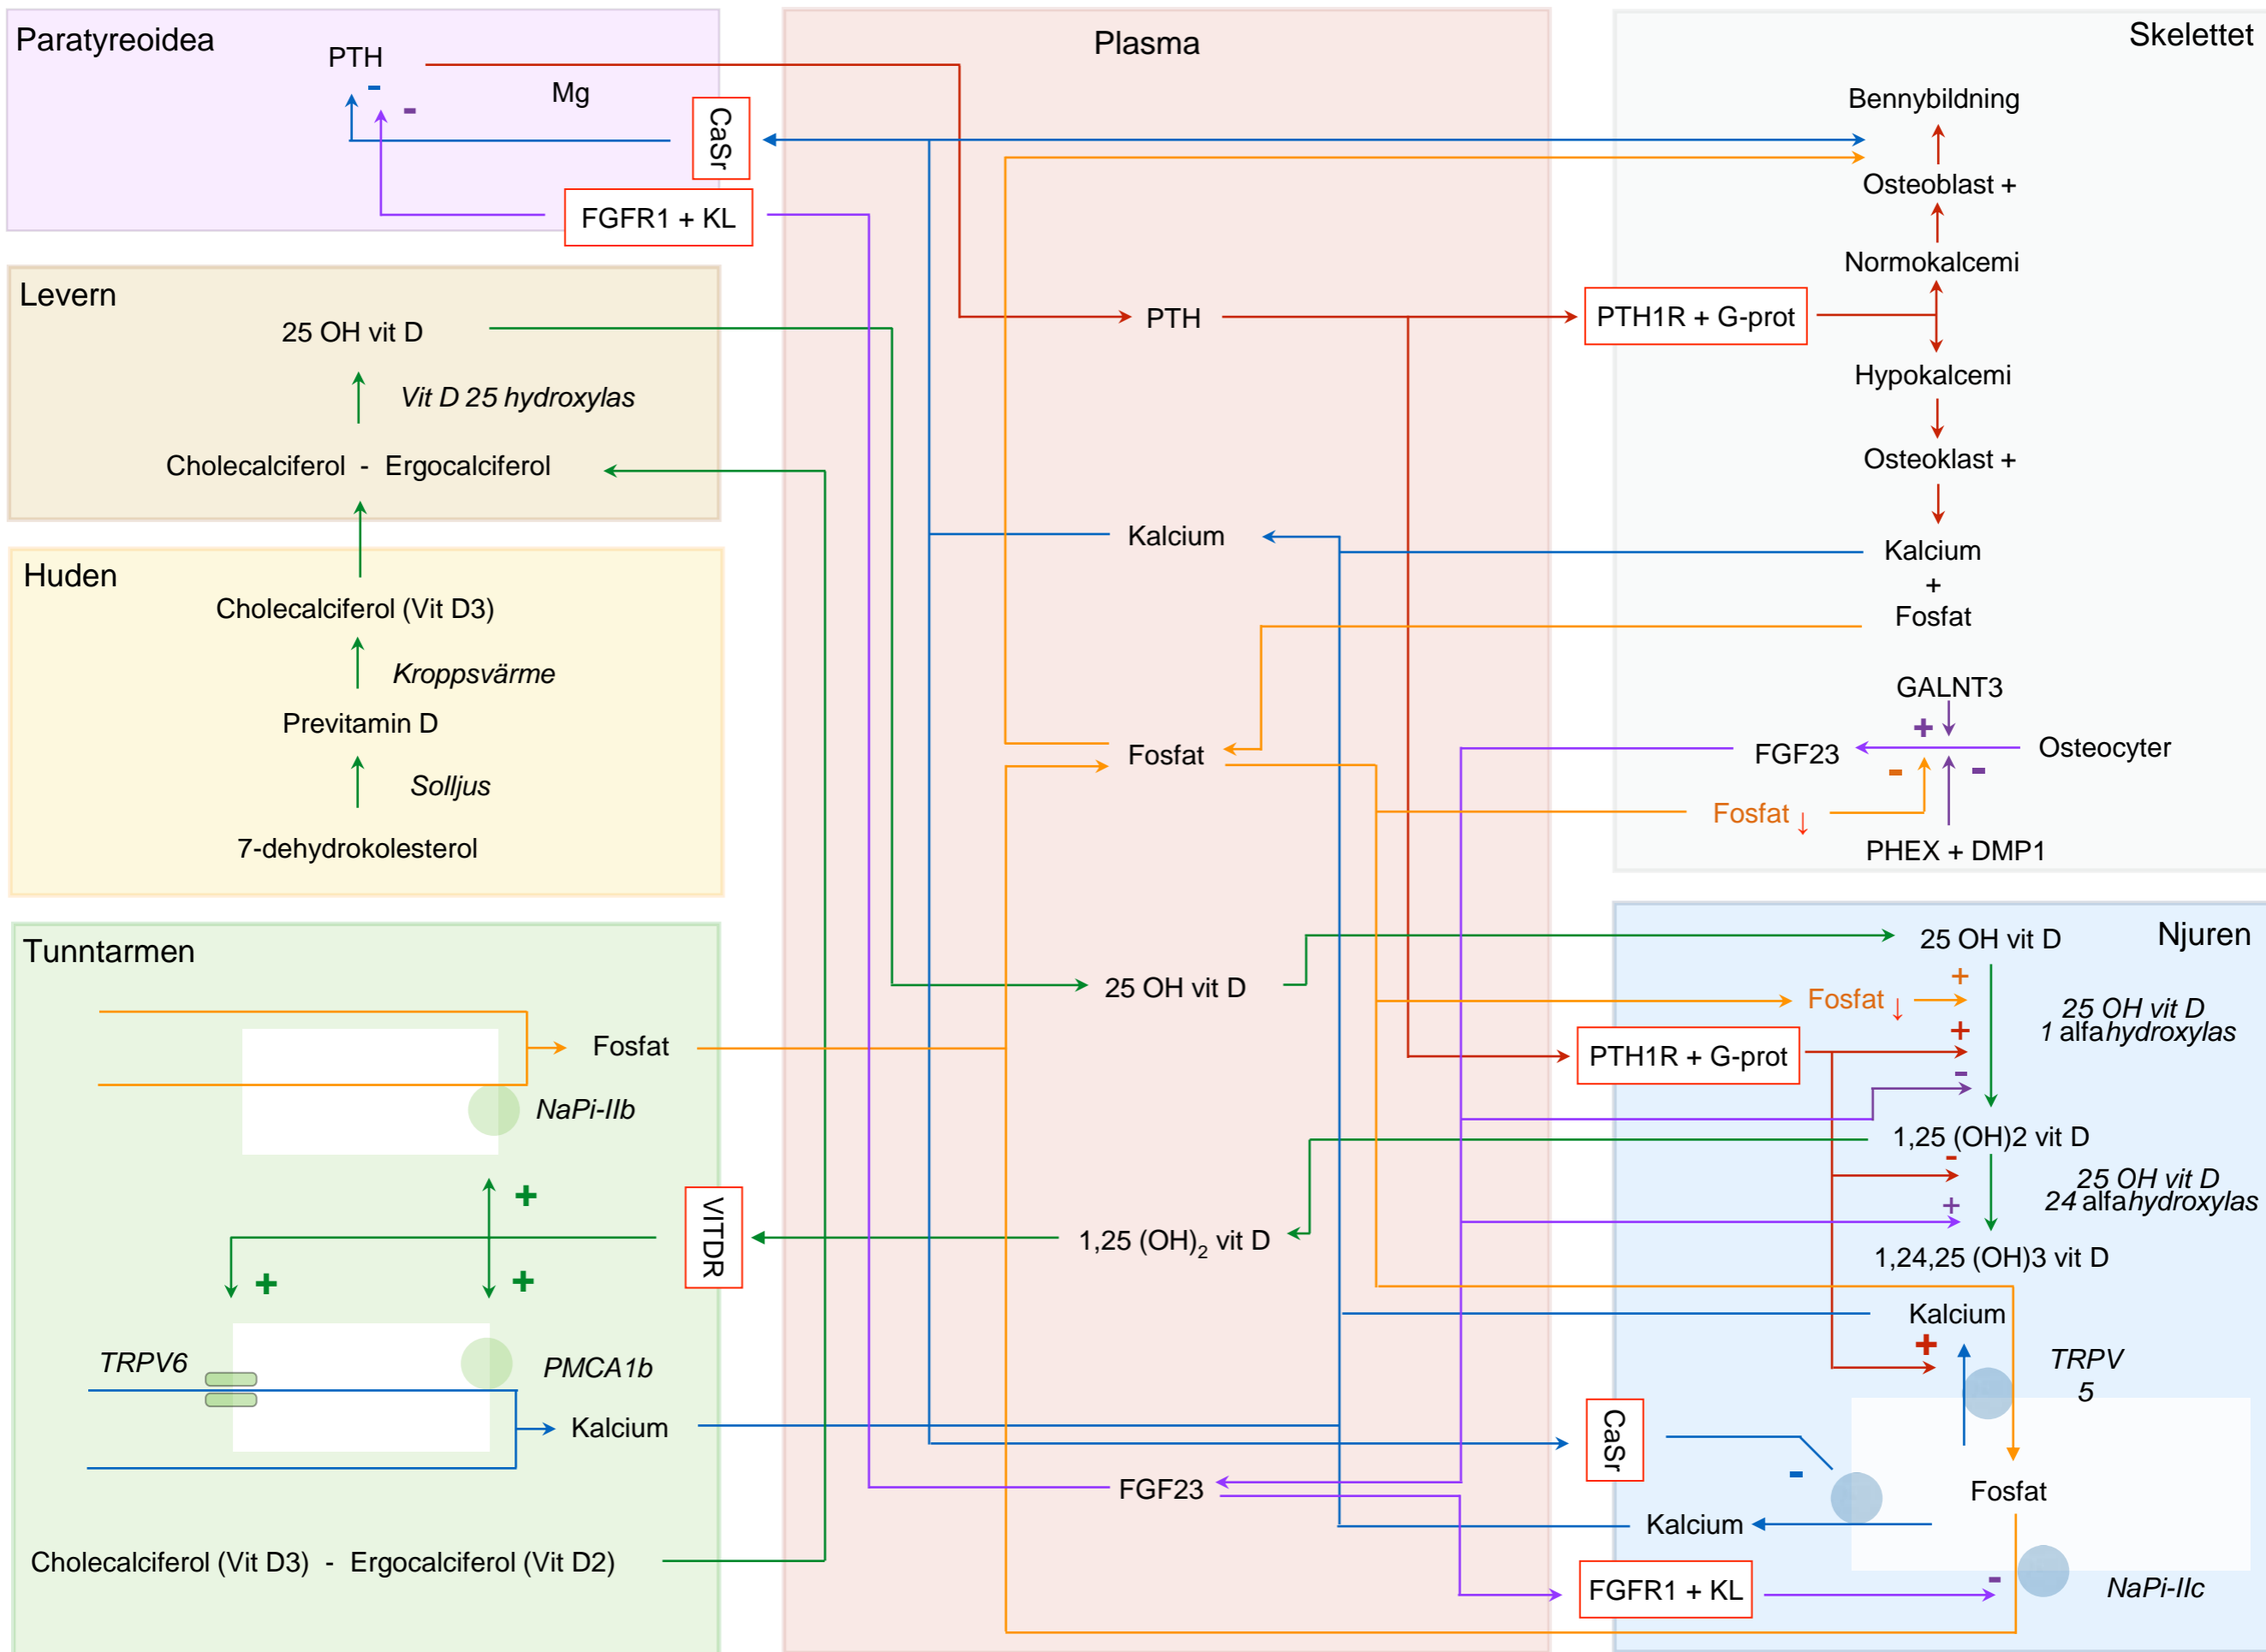 Paratyreoidea
PTH
-
-
Mg
CaSr
FGFR1 + KL
Levern
25 OH vit D
Vit D 25 hydroxylas
Cholecalciferol - Ergocalciferol
Huden
Cholecalciferol (Vit D3)
Kroppsvärme
Previtamin D
Solljus
7-dehydrokolesterol
Tunntarmen
Fosfat
NaPi-IIb
+
VITDR
+
+
TRPV6
PMCA1b
Kalcium
Cholecalciferol (Vit D3) - Ergocalciferol (Vit D2)
Plasma
PTH
Kalcium
Fosfat
25 OH vit D
1,25 (OH)2 vit D
FGF23
Skelettet
Bennybildning
Osteoblast +
Normokalcemi
PTH1R + G-prot
Hypokalcemi
Osteoklast +
Kalcium
+
Fosfat
GALNT3
+
FGF23
Osteocyter
-
-
Fosfat ↓
PHEX + DMP1
Njuren
25 OH vit D
+
Fosfat ↓
25 OH vit D
1 alfahydroxylas
+
PTH1R + G-prot
-
1,25 (OH)2 vit D
-
25 OH vit D
24 alfahydroxylas
+
1,24,25 (OH)3 vit D
Kalcium
+
TRPV
5
CaSr
-
Fosfat
Kalcium
FGFR1 + KL
-
NaPi-IIc